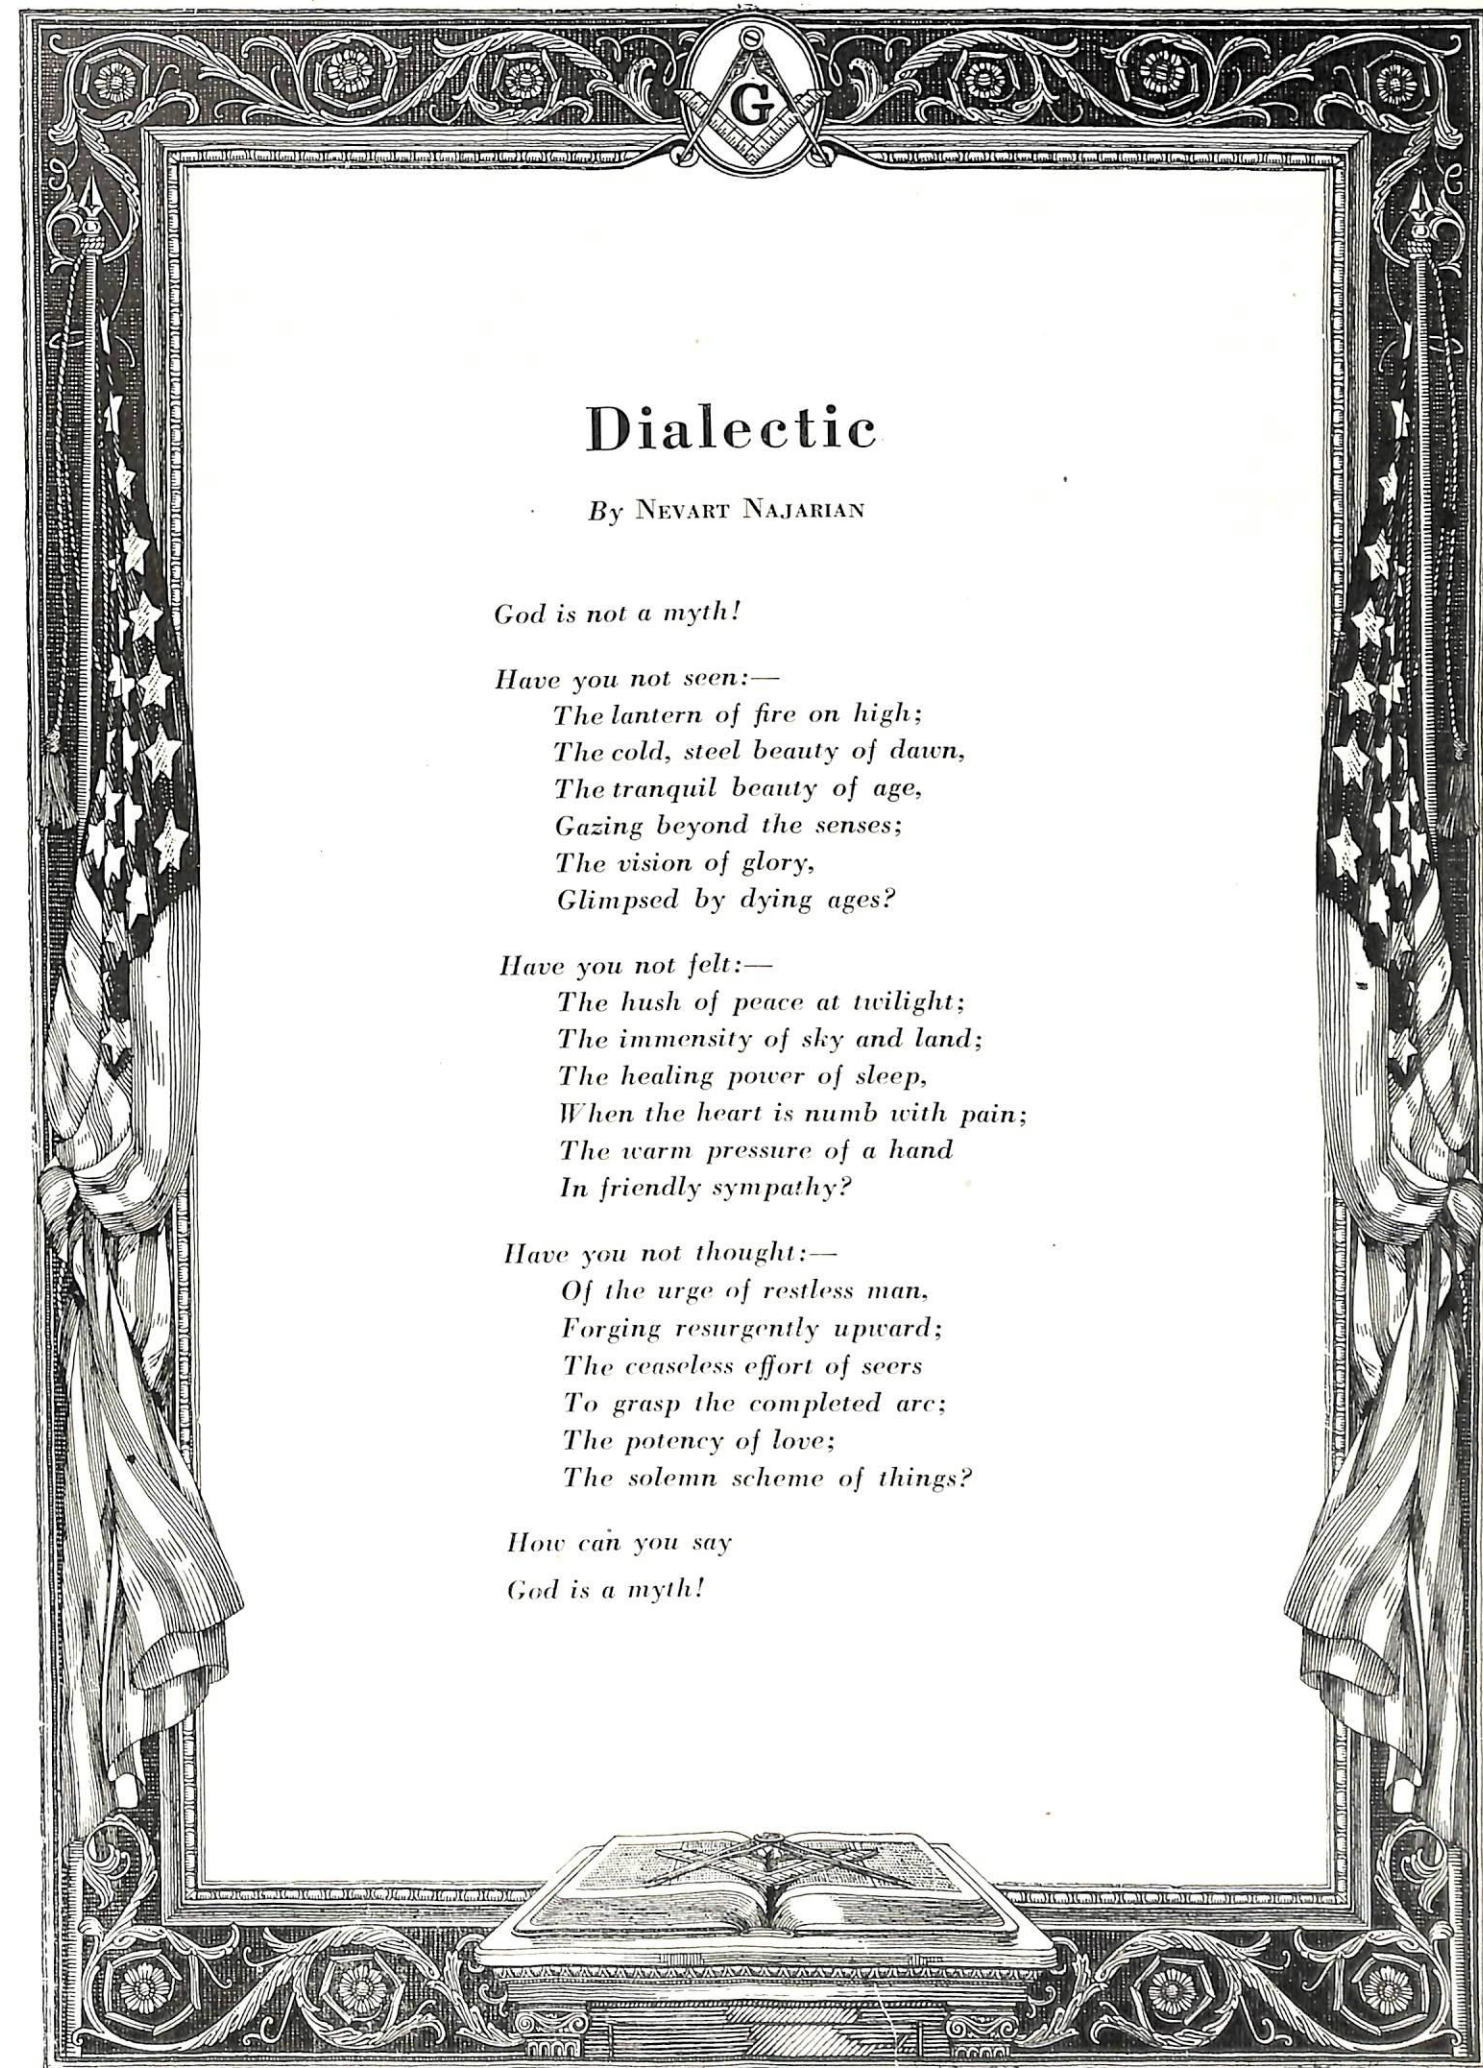 G
Dialectic
By NEVART NAJARIAN
God is not a myth!
Have you not seen:—
The lantern of fire on high;
The cold, steel beauty of dawn,
The tranquil beauty of age,
Gazing beyond the senses;
The vision of glory,
Glimpsed by dying ages?
Have you not felt:—
The hush of peace at twilight;
The immensity of sky and land;
The healing power of sleep,
When the heart is numb with pain;
The warm pressure of a hand
In friendly sympathy?
Have you not thought:—
Of the urge of restless man,
Forging resurgently upward;
The ceaseless effort of seers
To grasp the completed arc;
The potency of love;
The solemn scheme of things?
How can you say
God is a myth!